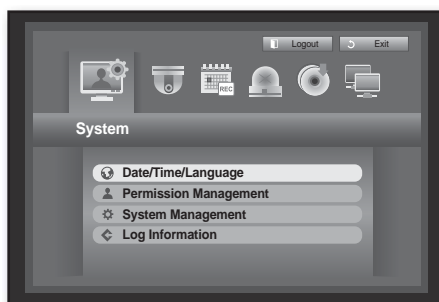 Logout
Exit
REC
System
Date/Time/Language
Permission Management
System Management
Log Information